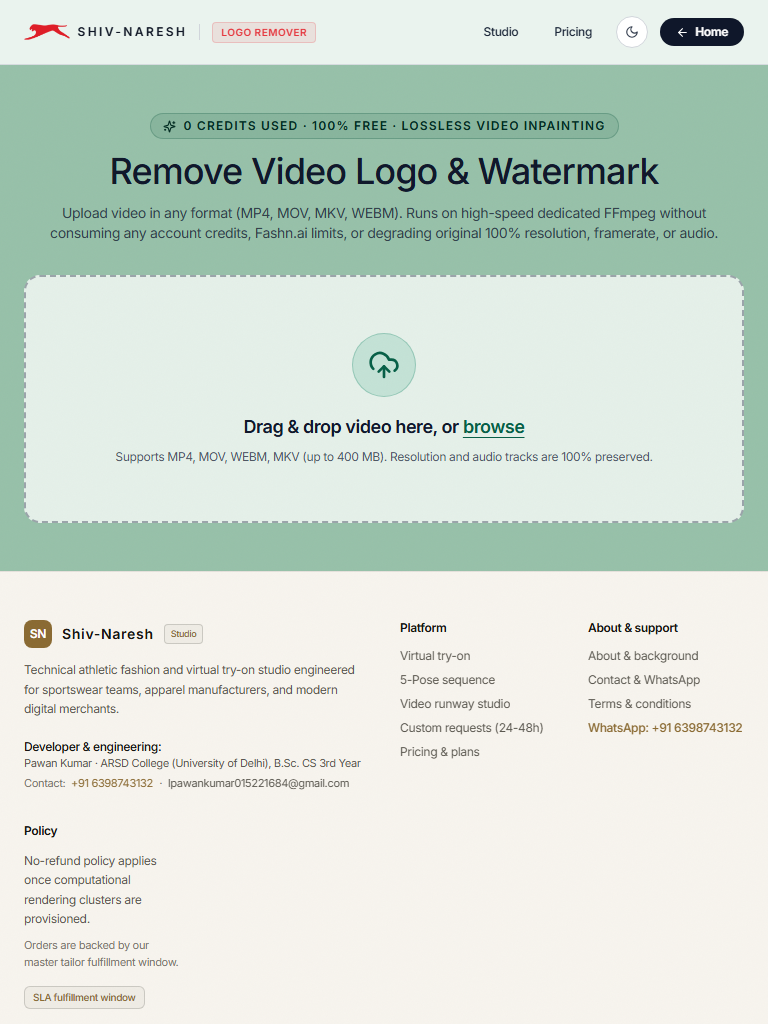 SHIV-NARESH
LOGO REMOVER
Studio
Pricing
Home
0 CREDITS USED · 100% FREE · LOSSLESS VIDEO INPAINTING
Remove Video Logo & Watermark
Upload video in any format (MP4, MOV, MKV, WEBM). Runs on high-speed dedicated FFmpeg without
consuming any account credits, Fashn.ai limits, or degrading original 100% resolution, framerate, or audio.
Drag & drop video here, or browse
Supports MP4, MOV, WEBM, MKV (up to 400 MB). Resolution and audio tracks are 100% preserved.
SN
Shiv-Naresh
Studio
Technical athletic fashion and virtual try-on studio engineered
for sportswear teams, apparel manufacturers, and modern
digital merchants.
Developer & engineering:
Pawan Kumar · ARSD College (University of Delhi), B.Sc. CS 3rd Year
Contact: +91 6398743132 · lpawankumar015221684@gmail.com
Platform
Virtual try-on
5-Pose sequence
Video runway studio
Custom requests (24-48h)
Pricing & plans
About & support
About & background
Contact & WhatsApp
Terms & conditions
WhatsApp: +91 6398743132
Policy
No-refund policy applies
once computational
rendering clusters are
provisioned.
Orders are backed by our
master tailor fulfillment window.
SLA fulfillment window